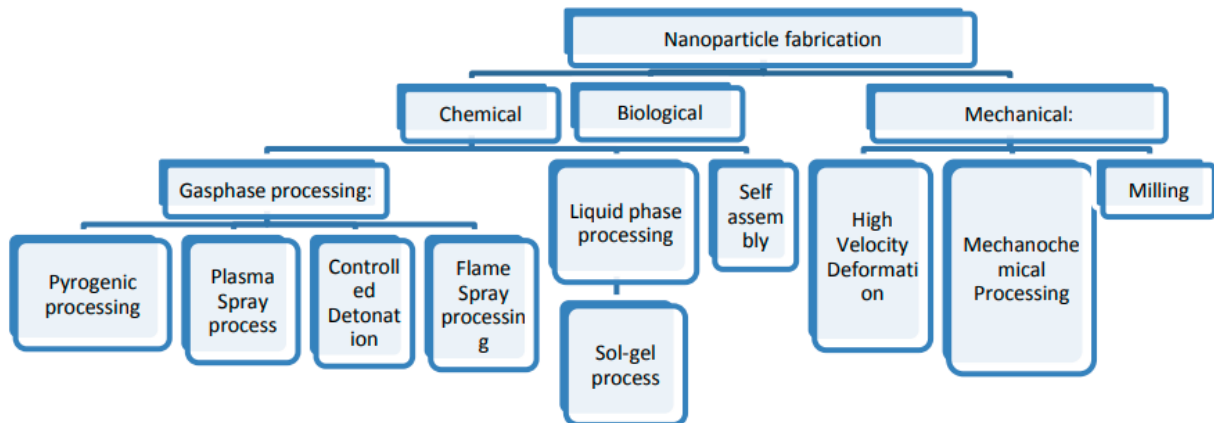 Nanoparticle fabrication
Chemical
Biological
Mechanical:
Gasphase processing:
Liquid phase
processing
Self
assem
bly
High
Velocity
Deformati
on
Mechanoche
mical
Processing
Milling
Pyrogenic
processing
Plasma
Spray
process
Controll
ed
Detonat
ion
Flame
Spray
processin
g
Sol-gel
process